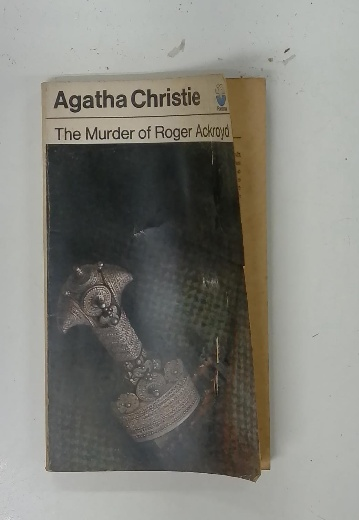 Agatha Christie
The Murder of Roger Ackroyd